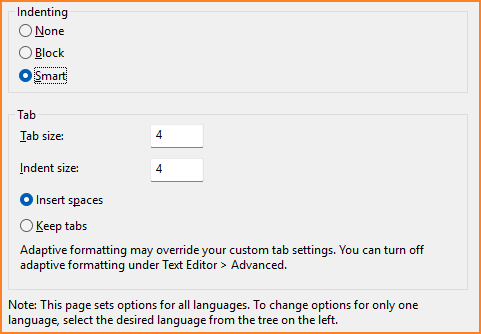 Indenting
None
Block
Smart
Tab
Tab size: 4
Indent size: 4
Insert spaces
Keep tabs
Adaptive formatting may override your custom tab settings. You can turn off
adaptive formatting under Text Editor > Advanced.
Note: This page sets options for all languages. To change options for only one
language, select the desired language from the tree on the left.